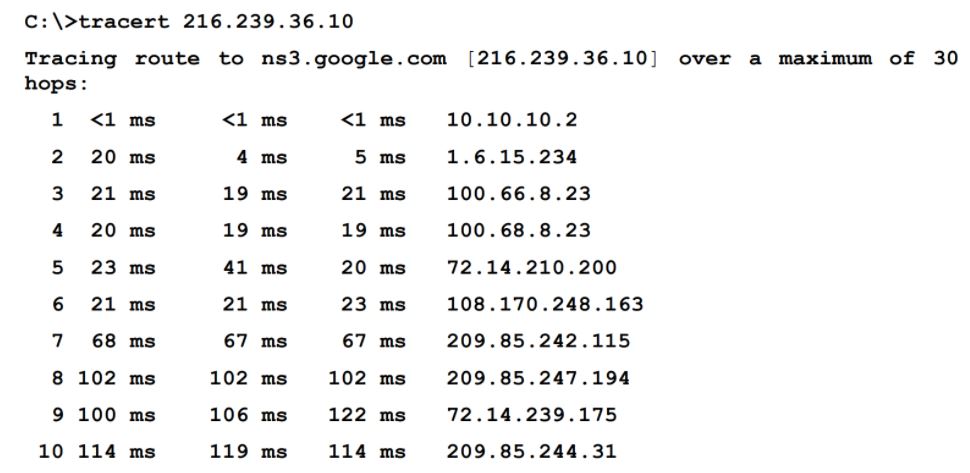 C:\>tracert 216.239.36.10
Tracing route to ns3.google.com [216.239.36.10] over a maximum of 30
hops:
1 <1 ms <1 ms <1 ms 10.10.10.2
2 20 ms 4 ms 5 ms 1.6.15.234
3 21 ms 19 ms 21 ms 100.66.8.23
4 20 ms 19 ms 19 ms 100.68.8.23
5 23 ms 41 ms 20 ms 72.14.210.200
6 21 ms 21 ms 23 ms 108.170.248.163
7 68 ms 67 ms 67 ms 209.85.242.115
8 102 ms 102 ms 102 ms 209.85.247.194
9 100 ms 106 ms 122 ms 72.14.239.175
10 114 ms 119 ms 114 ms 209.85.244.31